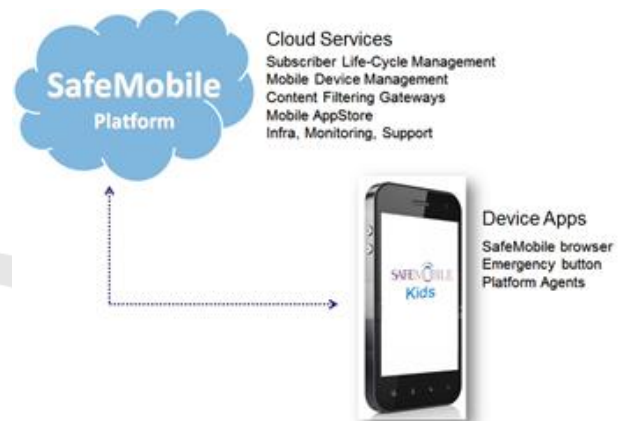 SafeMobile
Platform
Cloud Services
Subscriber Life-Cycle Management
Mobile Device Management
Content Filtering Gateways
Mobile AppStore
Infra, Monitoring, Support
SAFEMOBILE
Kids
Device Apps
SafeMobile browser
Emergency button
Platform Agents